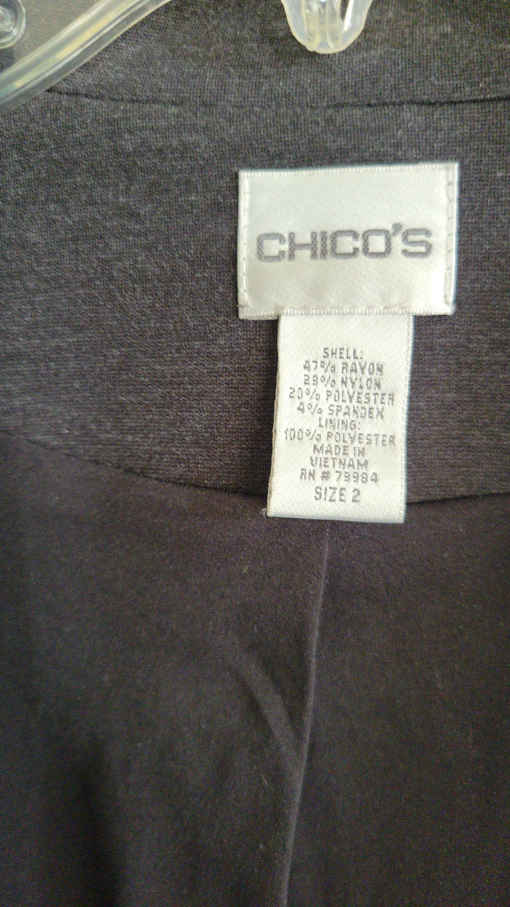 CHICO'S
SHELL:
47% RAYON
29% NYLON
20% POLYESTER
4% SPANDEX
LINING:
100% POLYESTER
MADE IN
VIETNAM
RN # 79984
SIZE 2